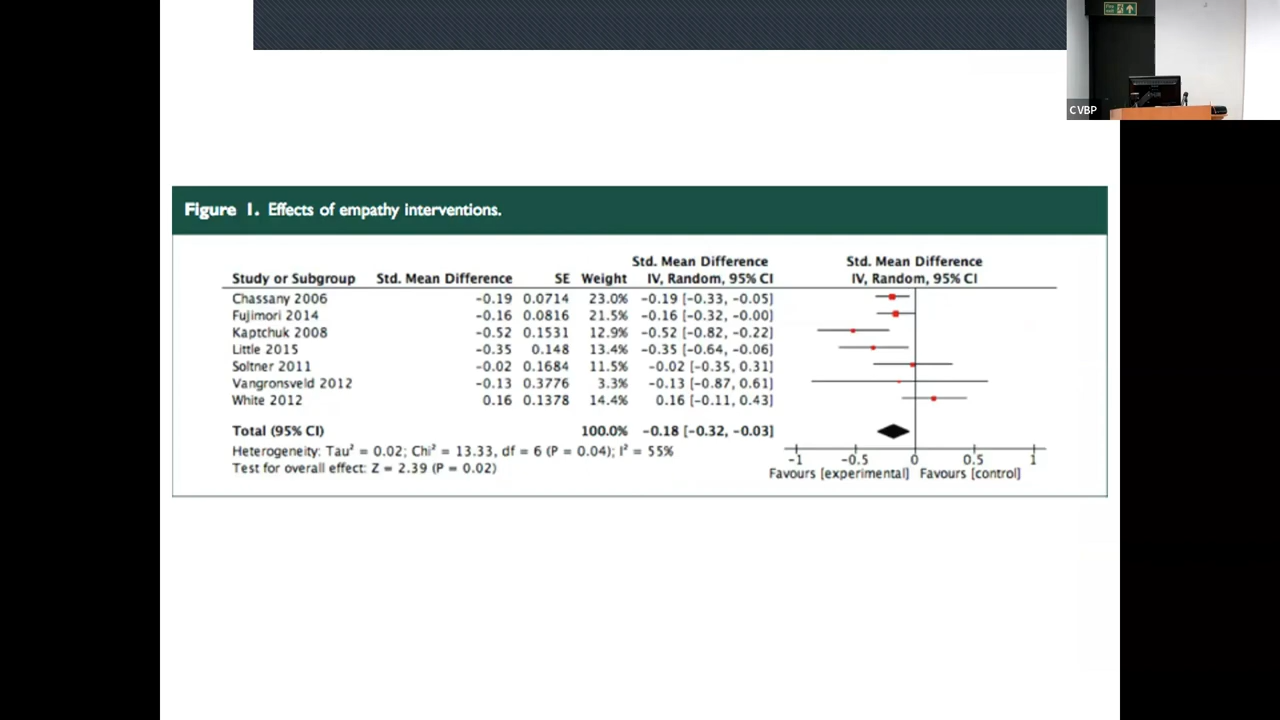 CVBP
Figure 1. Effects of empathy interventions.
Std. Mean Difference Std. Mean Difference
Study or Subgroup Std. Mean Difference SE Weight IV, Random, 95% CI IV, Random, 95% CI
Chassany 2006 -0.19 0.0714 23.0% -0.19 [-0.33, -0.05]
Fujimori 2014 -0.16 0.0816 21.5% -0.16 [-0.32, -0.00]
Kaptchuk 2008 -0.52 0.1531 12.9% -0.52 [-0.82, -0.22]
Little 2015 -0.35 0.148 13.4% -0.35 [-0.64, -0.06]
Soltner 2011 -0.02 0.1684 11.5% -0.02 [-0.35, 0.31]
Vangronsveld 2012 -0.13 0.3776 3.3% -0.13 [-0.87, 0.61]
White 2012 0.16 0.1378 14.4% 0.16 [-0.11, 0.43]
Total (95% CI) 100.0% -0.18 [-0.32, -0.03]
Heterogeneity: Tau² = 0.02; Chi² = 13.33, df = 6 (P = 0.04); I² = 55%
Test for overall effect: Z = 2.39 (P = 0.02)
-1 -0.5 0 0.5 1
Favours [experimental] Favours [control]